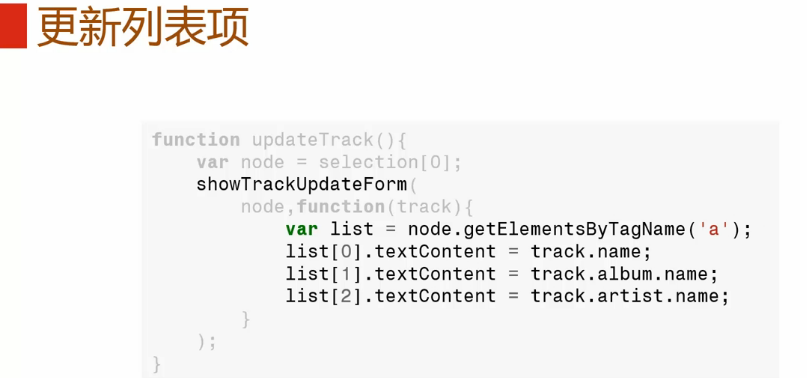 更新列表项
function updateTrack(){
var node = selection[0];
showTrackUpdateForm(
node,function(track){
var list = node.getElementsByTagName('a');
list[0].textContent = track.name;
list[1].textContent = track.album.name;
list[2].textContent = track.artist.name;
}
);
}